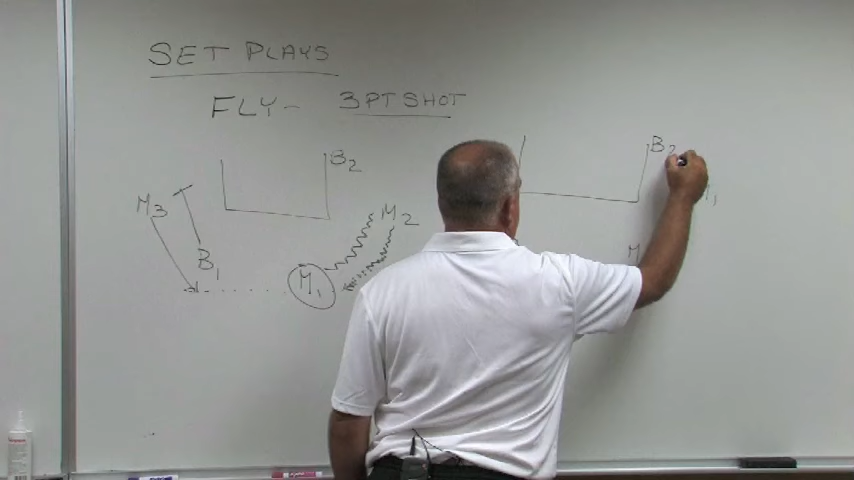 SET PLAYS
FLY - 3PT SHOT
B2
B2
M3
M2
B1
M1
M